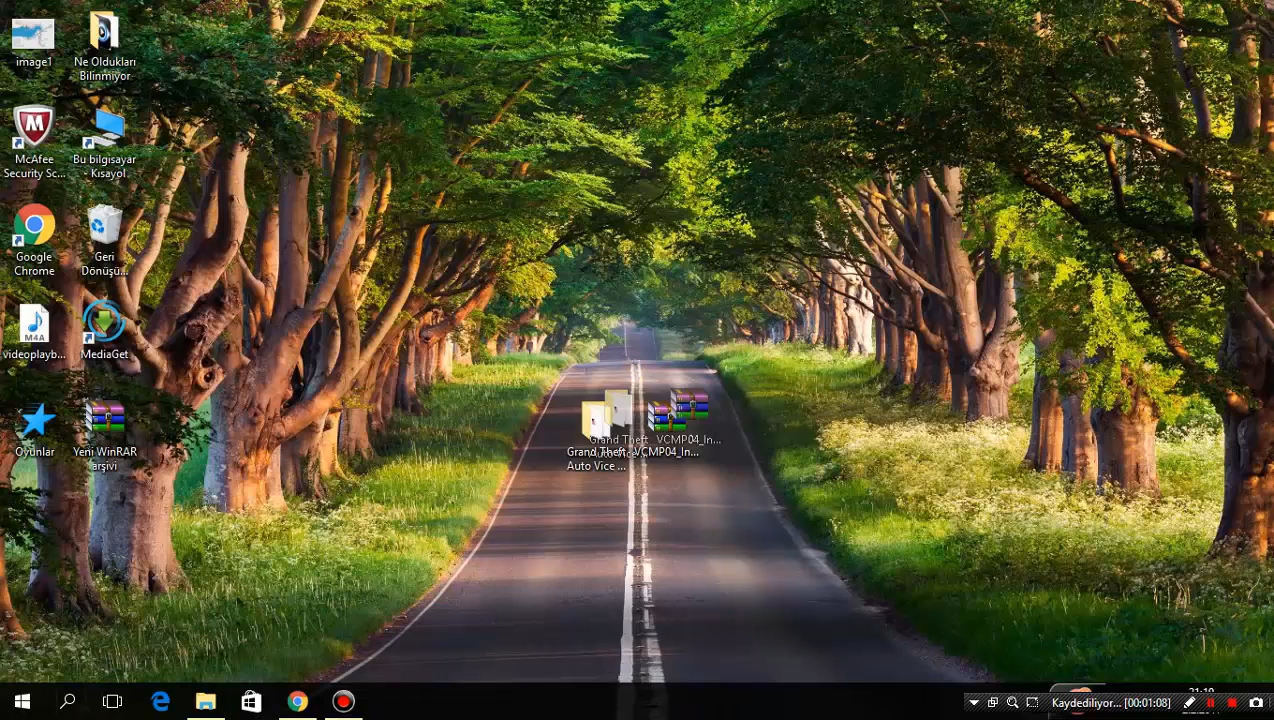 image1
Ne Oldukları
Bilinmiyor
McAfee
Security Sc...
Bu bilgisayar
- Kısayol
Google
Chrome
Geri
Dönüşü...
M4A
videoplayb...
MediaGet
Oyunlar
Yeni WinRAR
arşivi
Grand Theft
VCMP04_In...
Grand Theft
Auto Vice ...
VCMP04_In...
Kaydediliyor... [00:01:08]